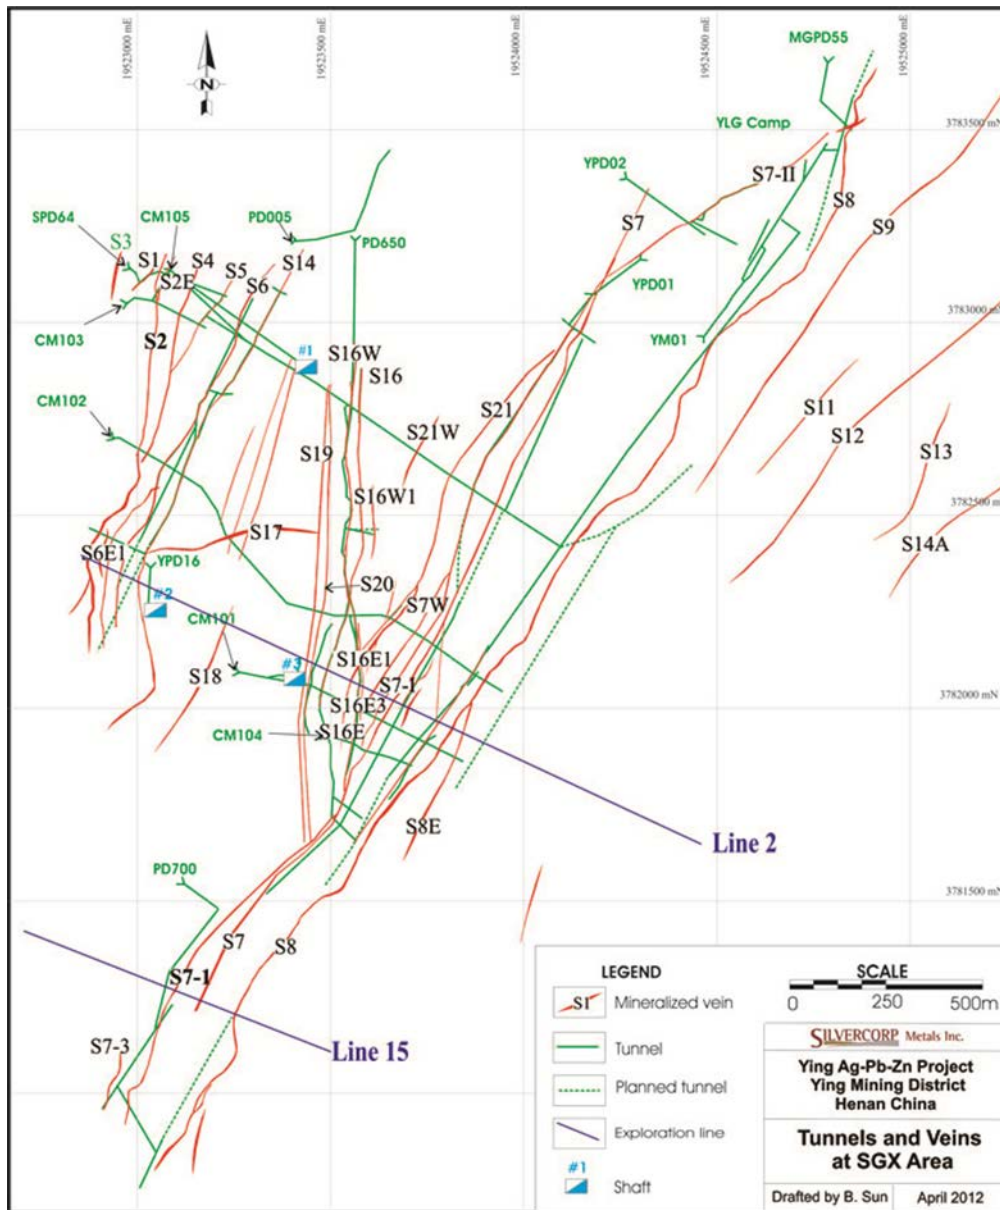 19523000 mE
19523500 mE
19524000 mE
19524500 mE
19525000 mE
MGPD55
N
3783500 mN
YLG Camp
YPD02
S7-II
SPD64
S3
CM105
PD005
PD650
S7
S8
S9
S1
S4
S14
S2E
S5
S6
YPD01
CM103
3783000 mN
S2
#1
S16W
YM01
S16
CM102
S21
S21W
S11
S12
S19
S13
S16W1
3782500 mN
S17
S14A
S6E1
YPD16
S20
#2
CM101
S7W
#3
S16E1
S18
S7-1
3782000 mN
S16E3
S16E
CM104
S8E
Line 2
PD700
3781500 mN
S7
S8
S7-1
Line 15
S7-3
LEGEND
S1 Mineralized vein
Tunnel
Planned tunnel
Exploration line
#1
Shaft
SCALE
0 250 500m
SILVERCORP Metals Inc.
Ying Ag-Pb-Zn Project
Ying Mining District
Henan China
Tunnels and Veins
at SGX Area
Drafted by B. Sun April 2012